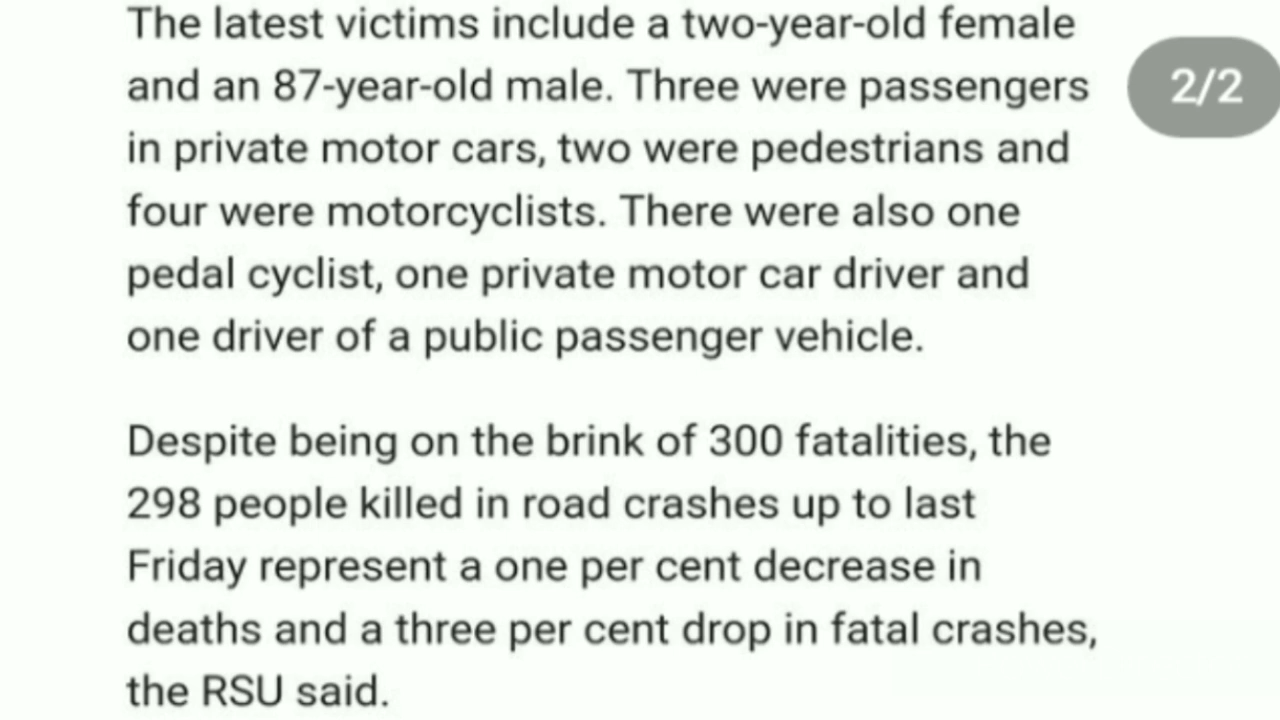 The latest victims include a two-year-old female
and an 87-year-old male. Three were passengers
2/2
in private motor cars, two were pedestrians and
four were motorcyclists. There were also one
pedal cyclist, one private motor car driver and
one driver of a public passenger vehicle.
Despite being on the brink of 300 fatalities, the
298 people killed in road crashes up to last
Friday represent a one per cent decrease in
deaths and a three per cent drop in fatal crashes,
the RSU said.